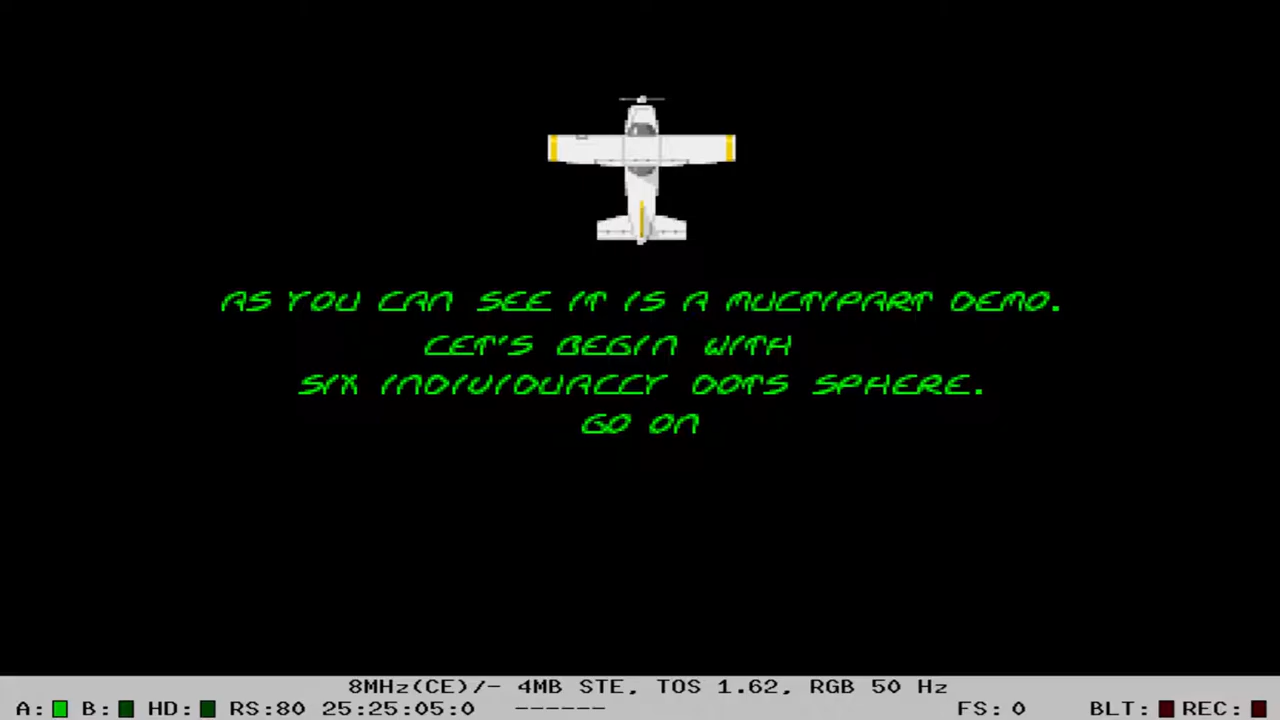 AS YOU CAN SEE IT IS A MULTIPART DEMO.
LET'S BEGIN WITH
SIX INDIVIDUALLY DOTS SPHERE.
GO ON
8MHz(CE)/- 4MB STE, TOS 1.62, RGB 50 Hz
A: B: HD: RS:80 25:25:05:0 ------ FS: 0 BLT: REC: